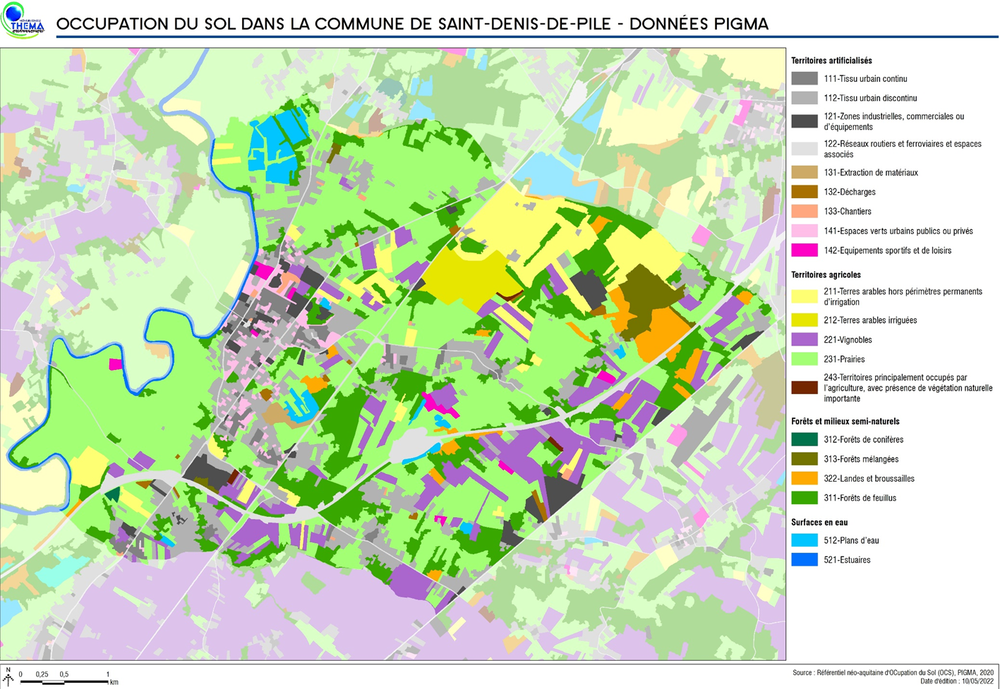 THEMA
OCCUPATION DU SOL DANS LA COMMUNE DE SAINT-DENIS-DE-PILE - DONNÉES PIGMA
Territoires artificialisés
111-Tissu urbain continu
112-Tissu urbain discontinu
121-Zones industrielles, commerciales ou
d'équipements
122-Réseaux routiers et ferroviaires et espaces
associés
131-Extraction de matériaux
132-Décharges
133-Chantiers
141-Espaces verts urbains publics ou privés
142-Equipements sportifs et de loisirs
Territoires agricoles
211-Terres arables hors périmètres permanents
d'irrigation
212-Terres arables irriguées
221-Vignobles
231-Prairies
243-Territoires principalement occupés par
l'agriculture, avec présence de végétation naturelle
importante
Forêts et milieux semi-naturels
312-Forêts de conifères
313-Forêts mélangées
322-Landes et broussailles
311-Forêts de feuillus
Surfaces en eau
512-Plans d'eau
521-Estuaires
N
0 0,25 0,5 1
km
Source : Référentiel néo-aquitaine d'OCupation du Sol (OCS), PIGMA, 2020
Date d'édition : 10/05/2022